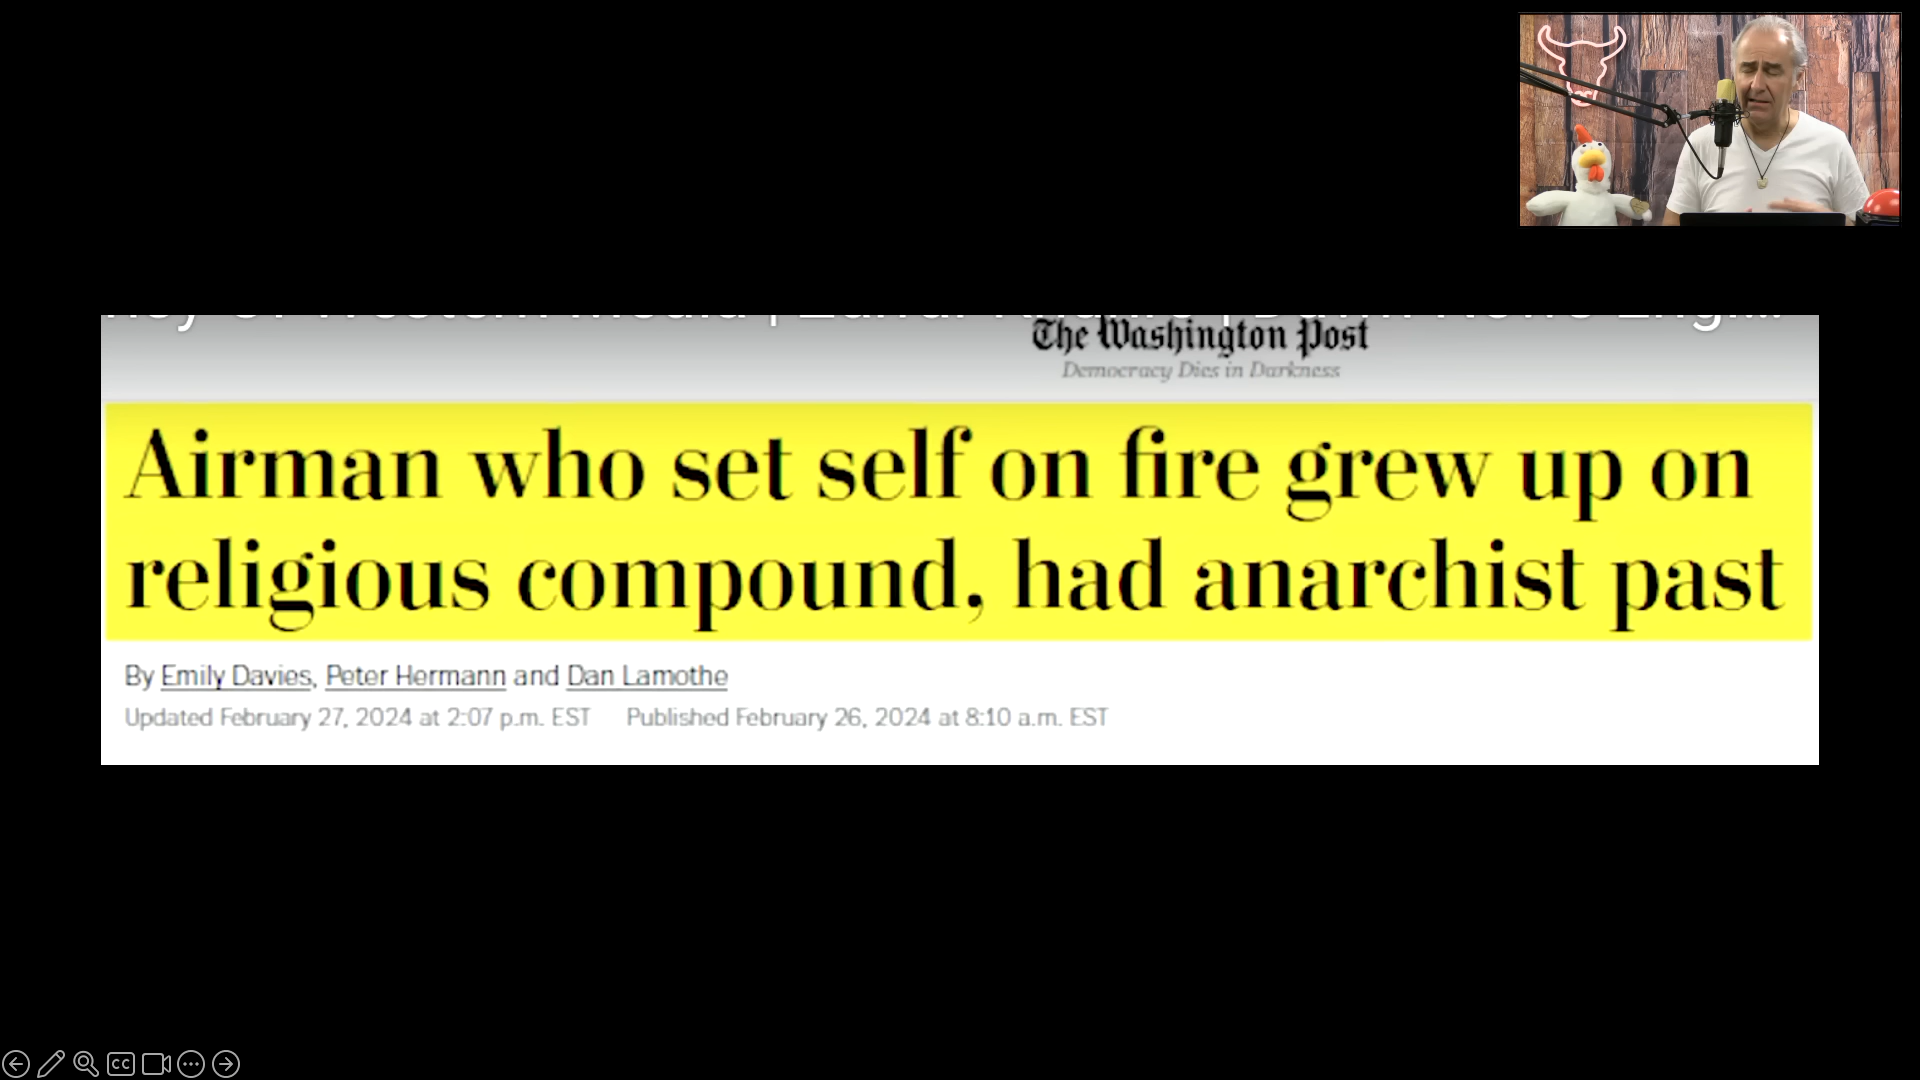 The Washington Post
Democracy Dies in Darkness
Airman who set self on fire grew up on
religious compound, had anarchist past
By Emily Davies, Peter Hermann and Dan Lamothe
Updated February 27, 2024 at 2:07 p.m. EST Published February 26, 2024 at 8:10 a.m. EST
CC